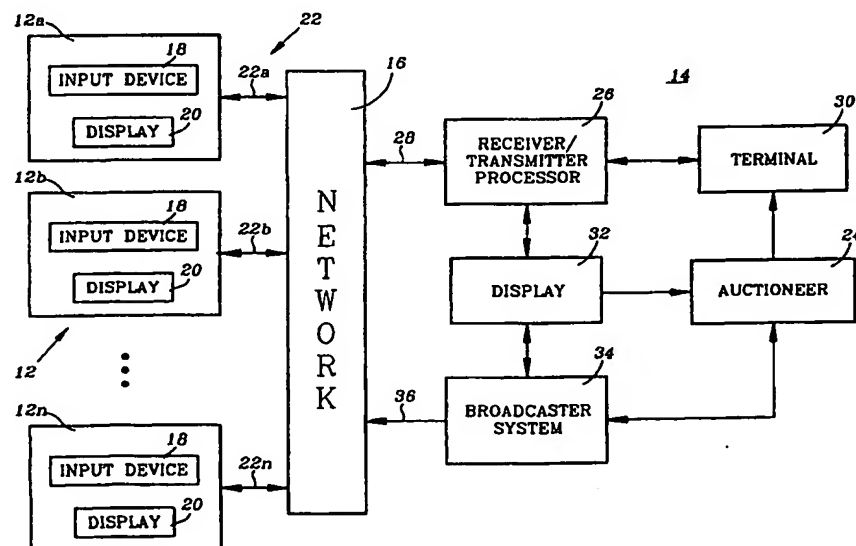 12a
18
INPUT DEVICE
20
DISPLAY
22a
22
12b
18
INPUT DEVICE
20
DISPLAY
22b
12
12n
18
INPUT DEVICE
20
DISPLAY
22n
16
NETWORK
14
28
26
RECEIVER/
TRANSMITTER
PROCESSOR
30
TERMINAL
32
DISPLAY
24
AUCTIONEER
36
34
BROADCASTER
SYSTEM